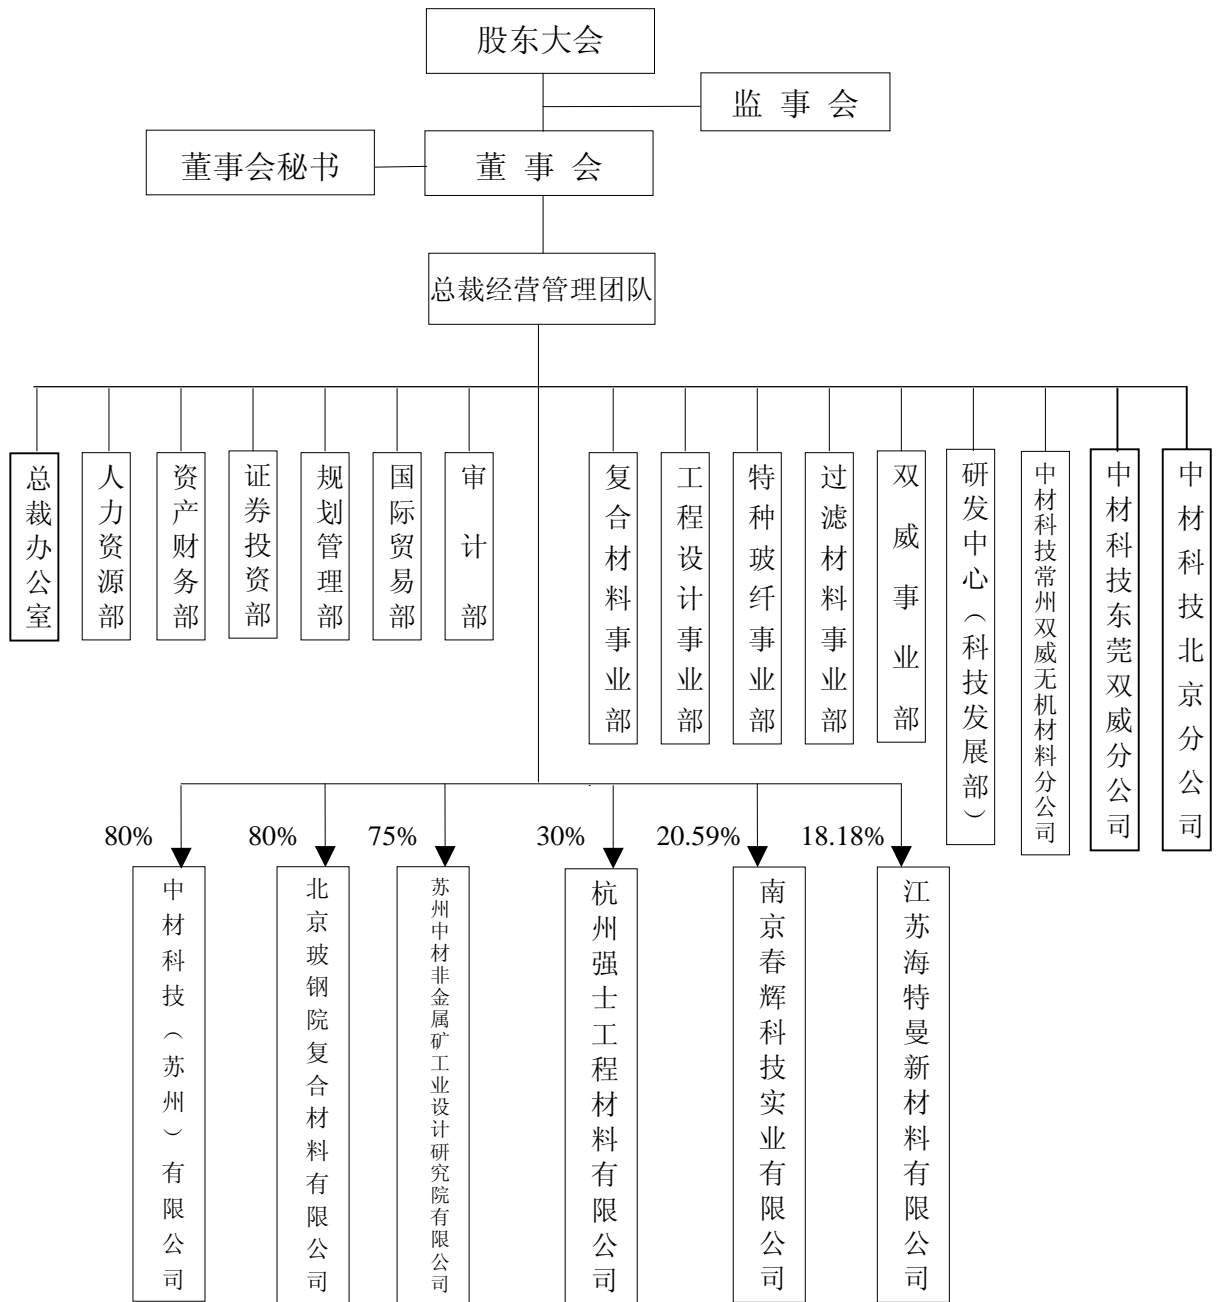 股东大会
监事会
董事会秘书
董事会
总裁经营管理团队
总裁办公室
人力资源部
资产财务部
证券投资部
规划管理部
国际贸易部
审计部
复合材料事业部
工程设计事业部
特种玻纤事业部
过滤材料事业部
双威事业部
研发中心（科技发展部）
中材科技常州双威无机材料分公司
中材科技东莞双威分公司
中材科技北京分公司
80%
80%
75%
30%
20.59%
18.18%
中材科技（苏州）有限公司
北京玻钢院复合材料有限公司
苏州中材非金属矿工业设计研究院有限公司
杭州强士工程材料有限公司
南京春辉科技实业有限公司
江苏海特曼新材料有限公司